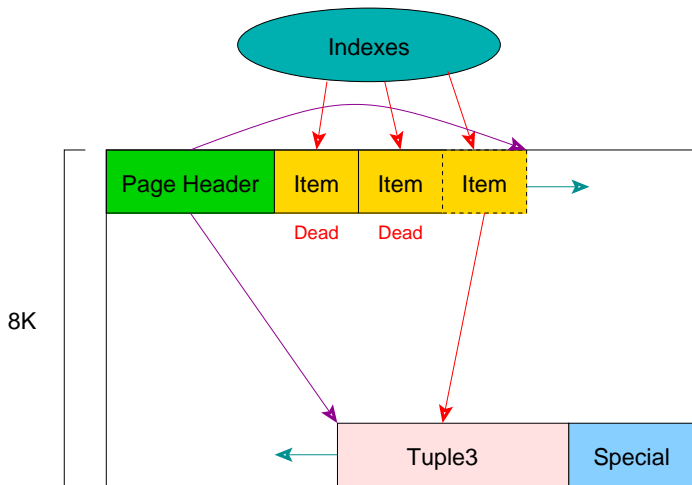 Indexes
Page Header Item Item Item
Dead Dead
8K
Tuple3 Special